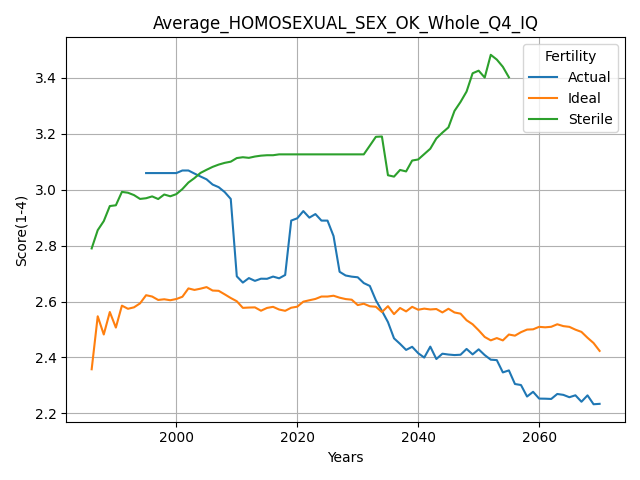 Average_HOMOSEXUAL_SEX_OK_Whole_Q4_IQ
Fertility
Actual
Ideal
Sterile
Score(1-4)
3.4
3.2
3.0
2.8
2.6
2.4
2.2
2000
2020
2040
2060
Years